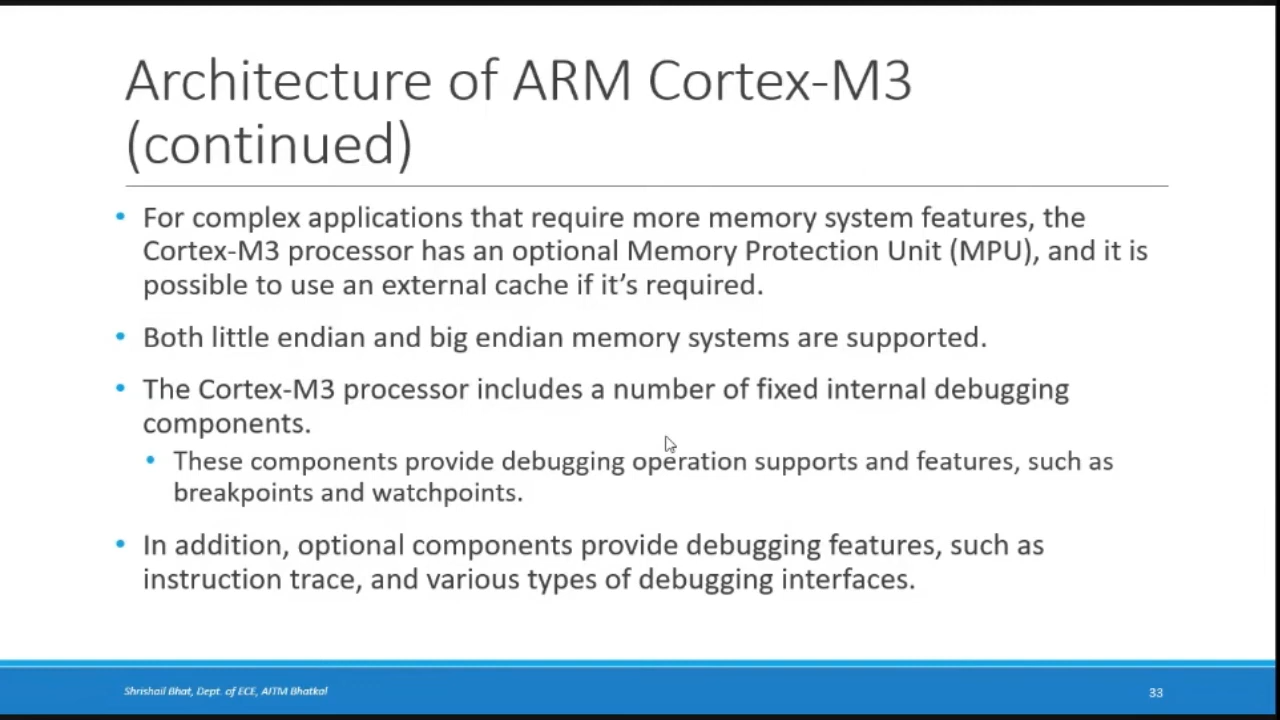 Architecture of ARM Cortex-M3
(continued)
• For complex applications that require more memory system features, the
Cortex-M3 processor has an optional Memory Protection Unit (MPU), and it is
possible to use an external cache if it's required.
• Both little endian and big endian memory systems are supported.
• The Cortex-M3 processor includes a number of fixed internal debugging
components.
• These components provide debugging operation supports and features, such as
breakpoints and watchpoints.
• In addition, optional components provide debugging features, such as
instruction trace, and various types of debugging interfaces.
Shrishail Bhat, Dept. of ECE, AITM Bhatkal
33